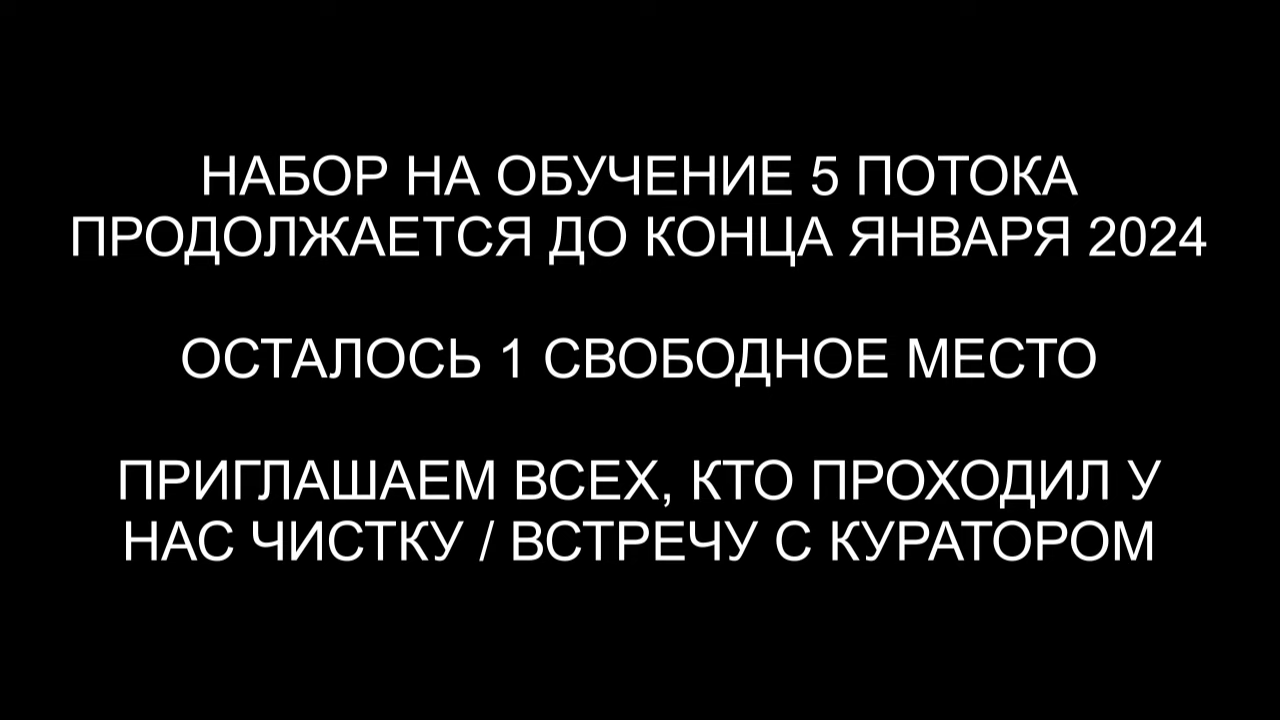 НАБОР НА ОБУЧЕНИЕ 5 ПОТОКА
ПРОДОЛЖАЕТСЯ ДО КОНЦА ЯНВАРЯ 2024
ОСТАЛОСЬ 1 СВОБОДНОЕ МЕСТО
ПРИГЛАШАЕМ ВСЕХ, КТО ПРОХОДИЛ У
НАС ЧИСТКУ / ВСТРЕЧУ С КУРАТОРОМ